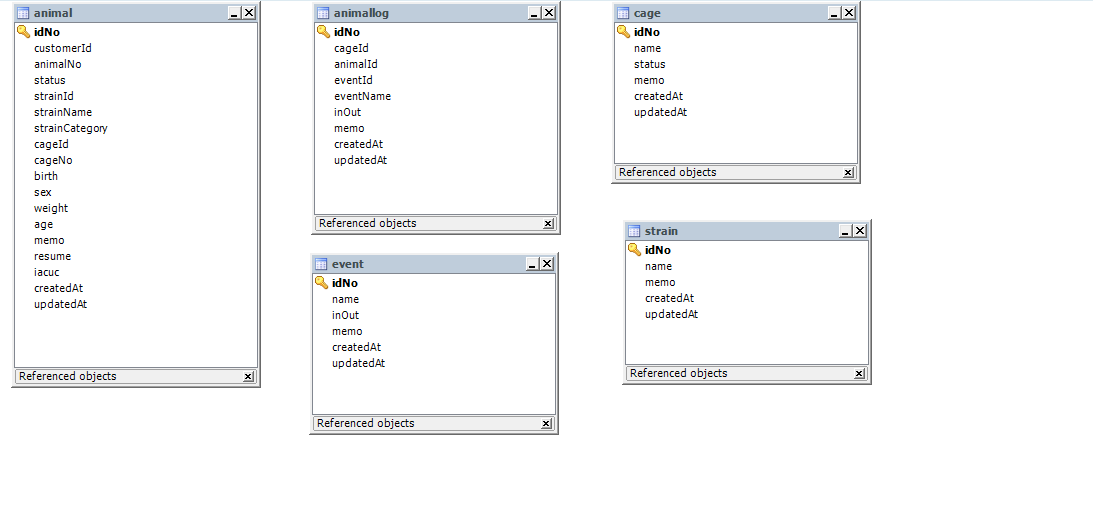 animal
idNo
customerId
animalNo
status
strainId
strainName
strainCategory
cageId
cageNo
birth
sex
weight
age
memo
resume
iacuc
createdAt
updatedAt
Referenced objects
animallog
idNo
cageId
animalId
eventId
eventName
inOut
memo
createdAt
updatedAt
Referenced objects
event
idNo
name
inOut
memo
createdAt
updatedAt
Referenced objects
cage
idNo
name
status
memo
createdAt
updatedAt
Referenced objects
strain
idNo
name
memo
createdAt
updatedAt
Referenced objects